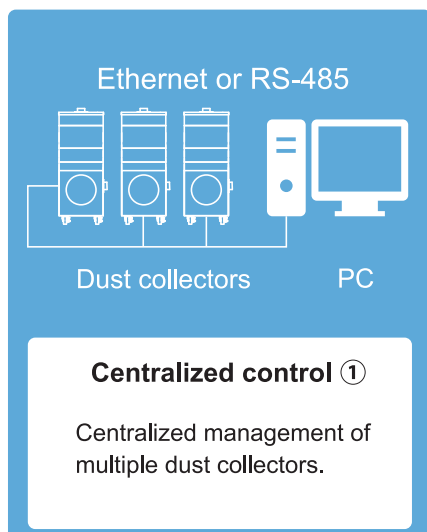 Ethernet or RS-485
Dust collectors
PC
Centralized control ①
Centralized management of
multiple dust collectors.